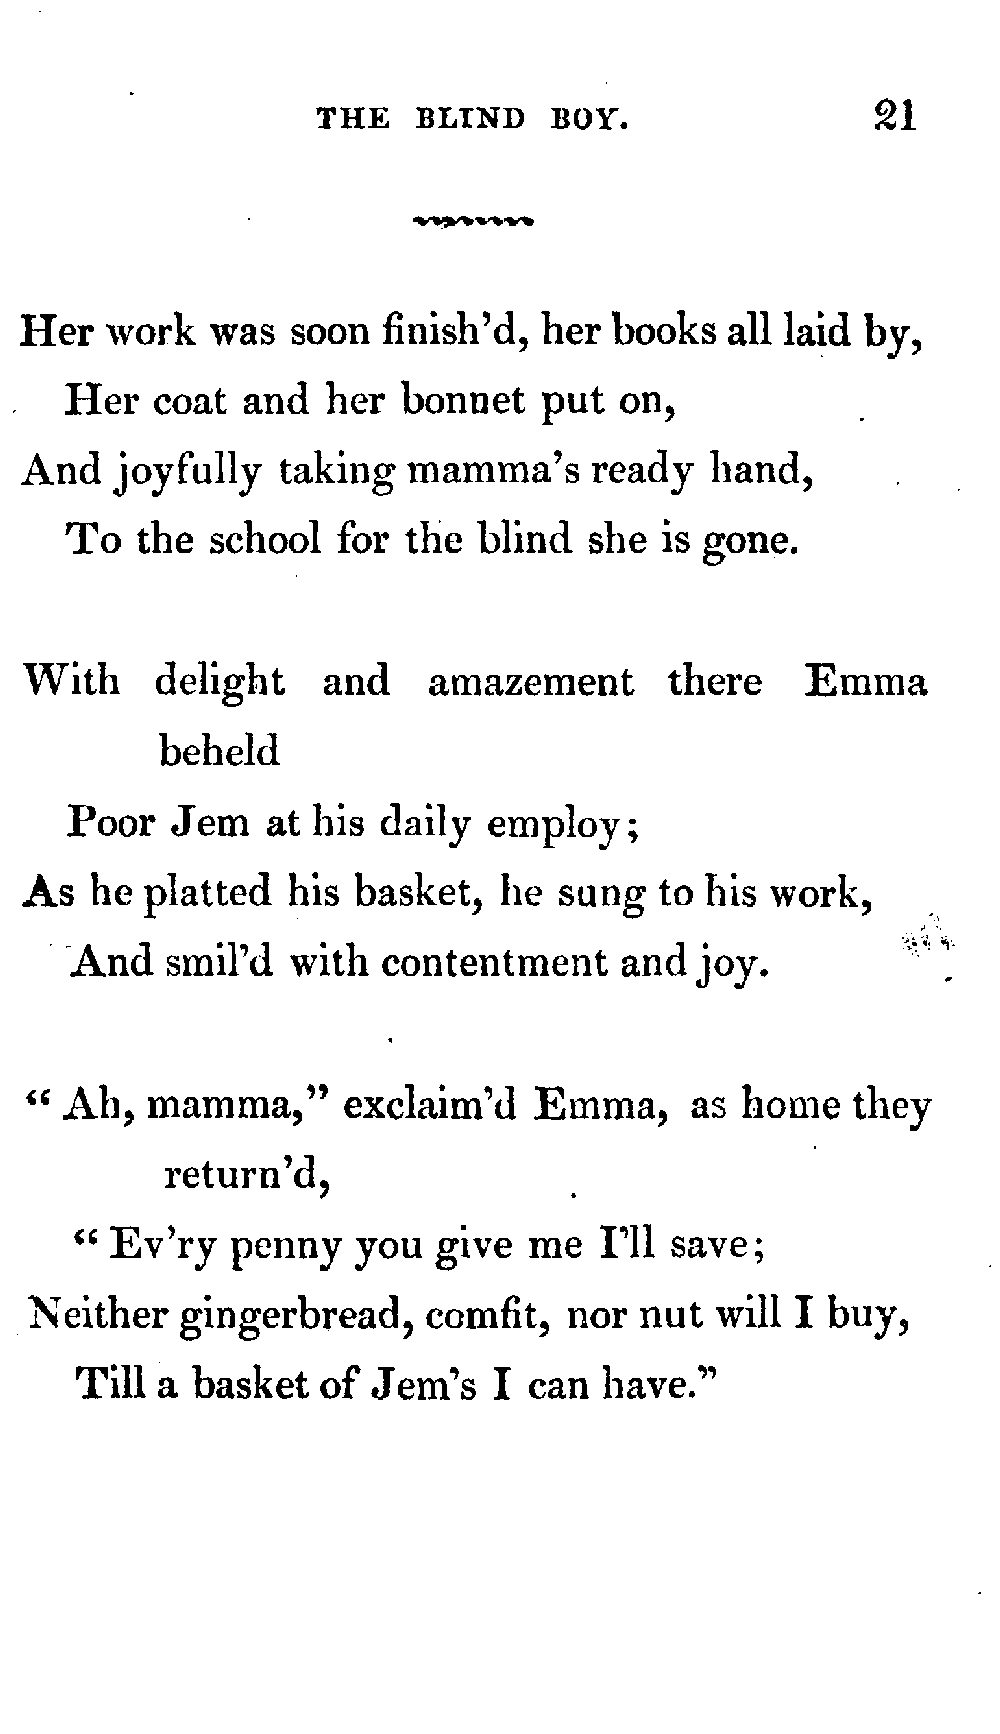 THE BLIND BOY. 21
Her work was soon finish'd, her books all laid by,
Her coat and her bonnet put on,
And joyfully taking mamma's ready hand,
To the school for the blind she is gone.
With delight and amazement there Emma
beheld
Poor Jem at his daily employ;
As he platted his basket, he sung to his work,
And smil'd with contentment and joy.
“ Ah, mamma,” exclaim'd Emma, as home they
return'd,
“ Ev'ry penny you give me I'll save;
Neither gingerbread, comfit, nor nut will I buy,
Till a basket of Jem's I can have.”